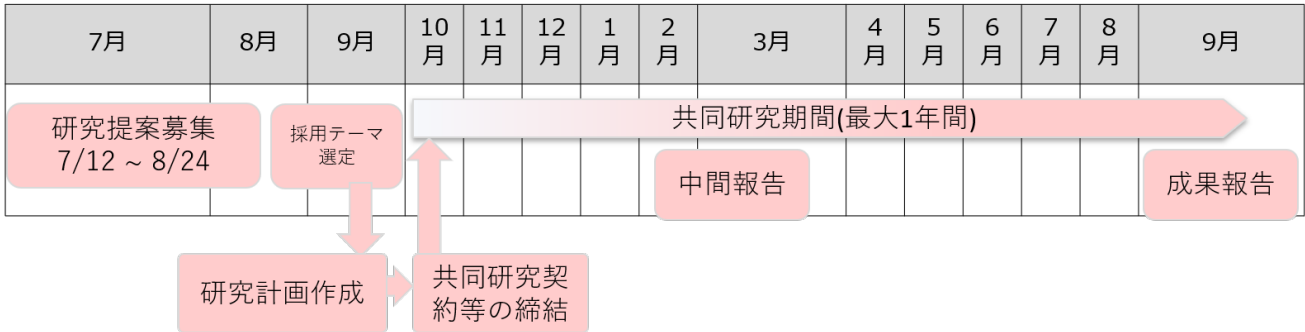 7月
8月
9月
10
月
11
月
12
月
1
月
2
月
3月
4
月
5
月
6
月
7
月
8
月
9月
研究提案募集
7/12 ~ 8/24
採用テーマ
選定
共同研究期間(最大1年間)
中間報告
成果報告
研究計画作成
共同研究契
約等の締結